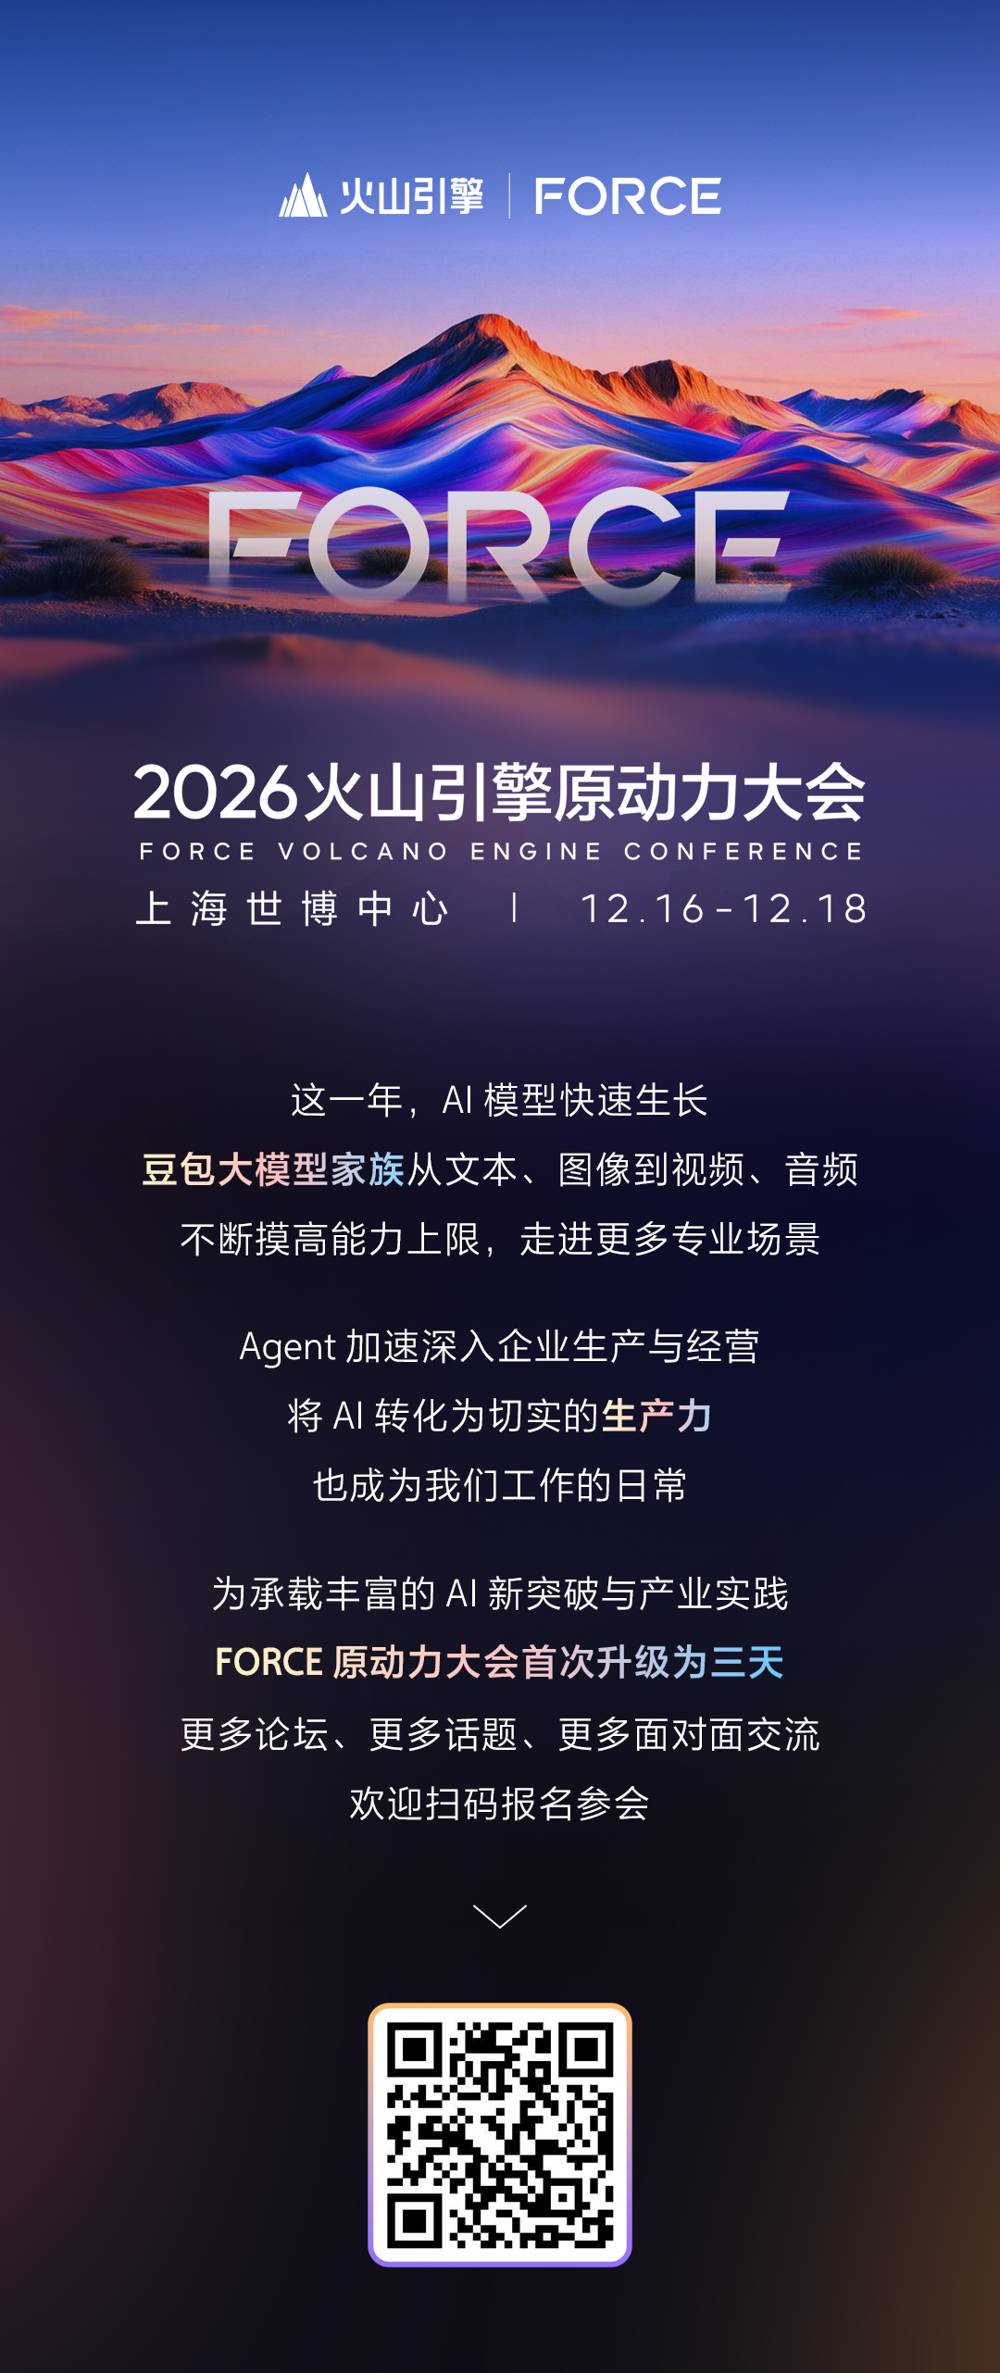 火山引擎 | FORCE
FORCE
2026火山引擎原动力大会
FORCE VOLCANO ENGINE CONFERENCE
上海世博中心 | 12.16-12.18
这一年，AI 模型快速生长
豆包大模型家族从文本、图像到视频、音频
不断摸高能力上限，走进更多专业场景
Agent 加速深入企业生产与经营
将 AI 转化为切实的生产力
也成为我们工作的日常
为承载丰富的 AI 新突破与产业实践
FORCE 原动力大会首次升级为三天
更多论坛、更多话题、更多面对面交流
欢迎扫码报名参会